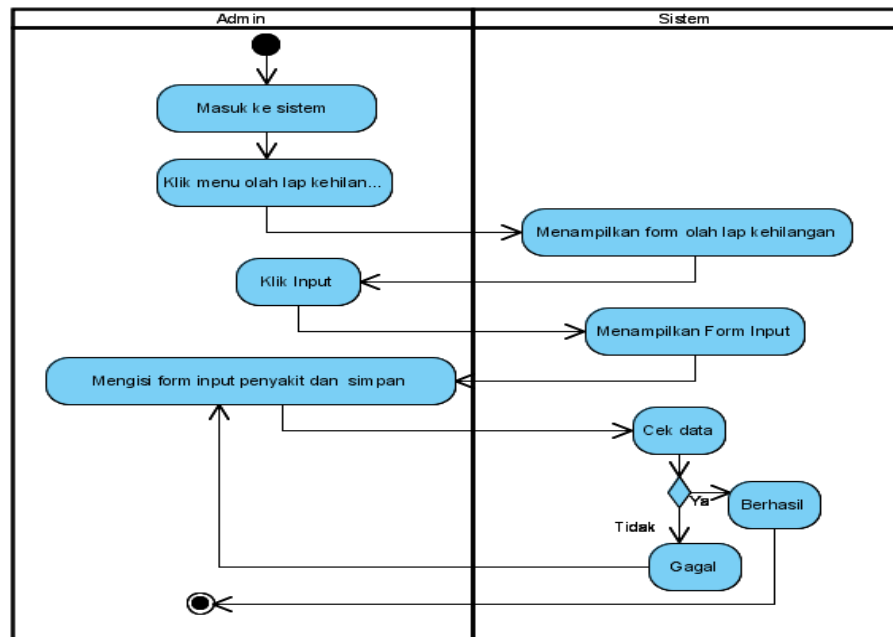 Admin
Sistem
Masuk ke sistem
Klik menu olah lap kehilan...
Menampilkan form olah lap kehilangan
Klik Input
Menampilkan Form Input
Mengisi form input penyakit dan simpan
Cek data
Ya
Berhasil
Tidak
Gagal